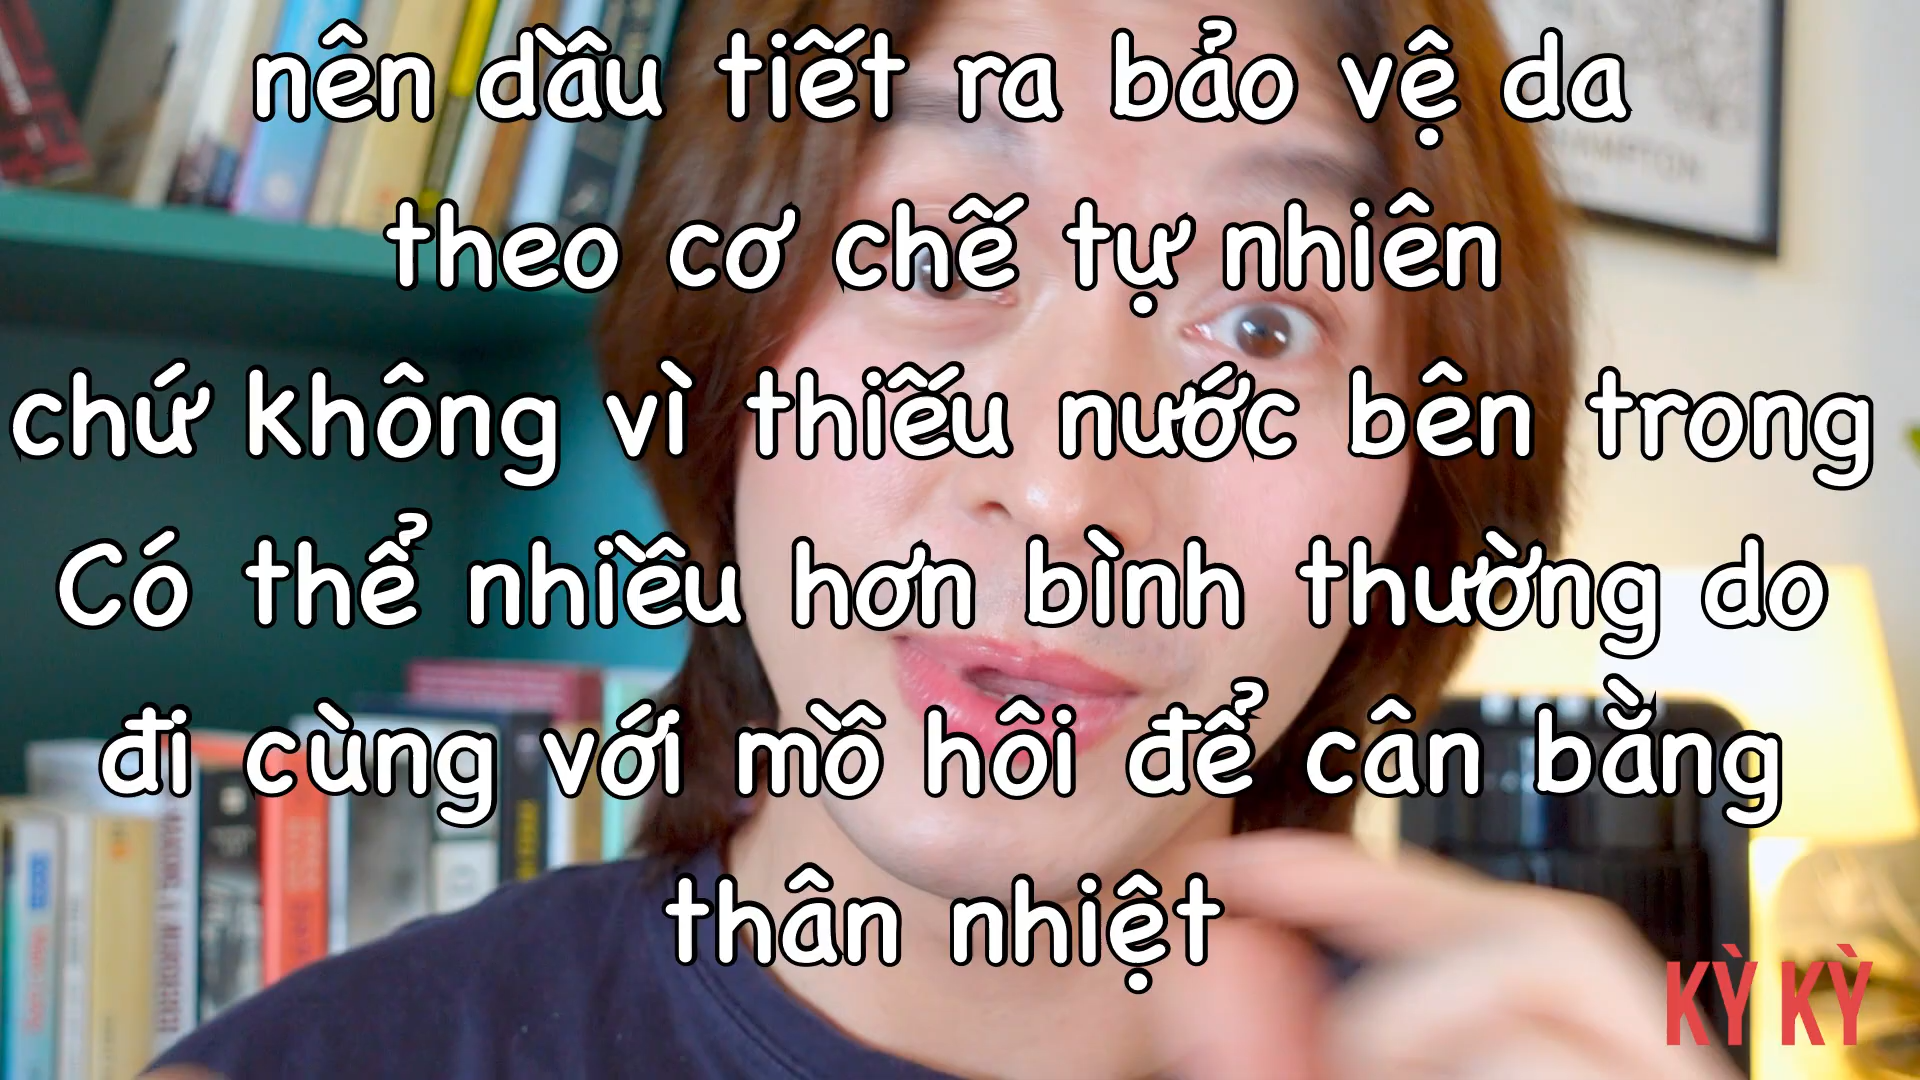 nên dầu tiết ra bảo vệ da
theo cơ chế tự nhiên
chứ không vì thiếu nước bên trong
Có thể nhiều hơn bình thường do
đi cùng với mồ hôi để cân bằng
thân nhiệt
KỲ KỲ